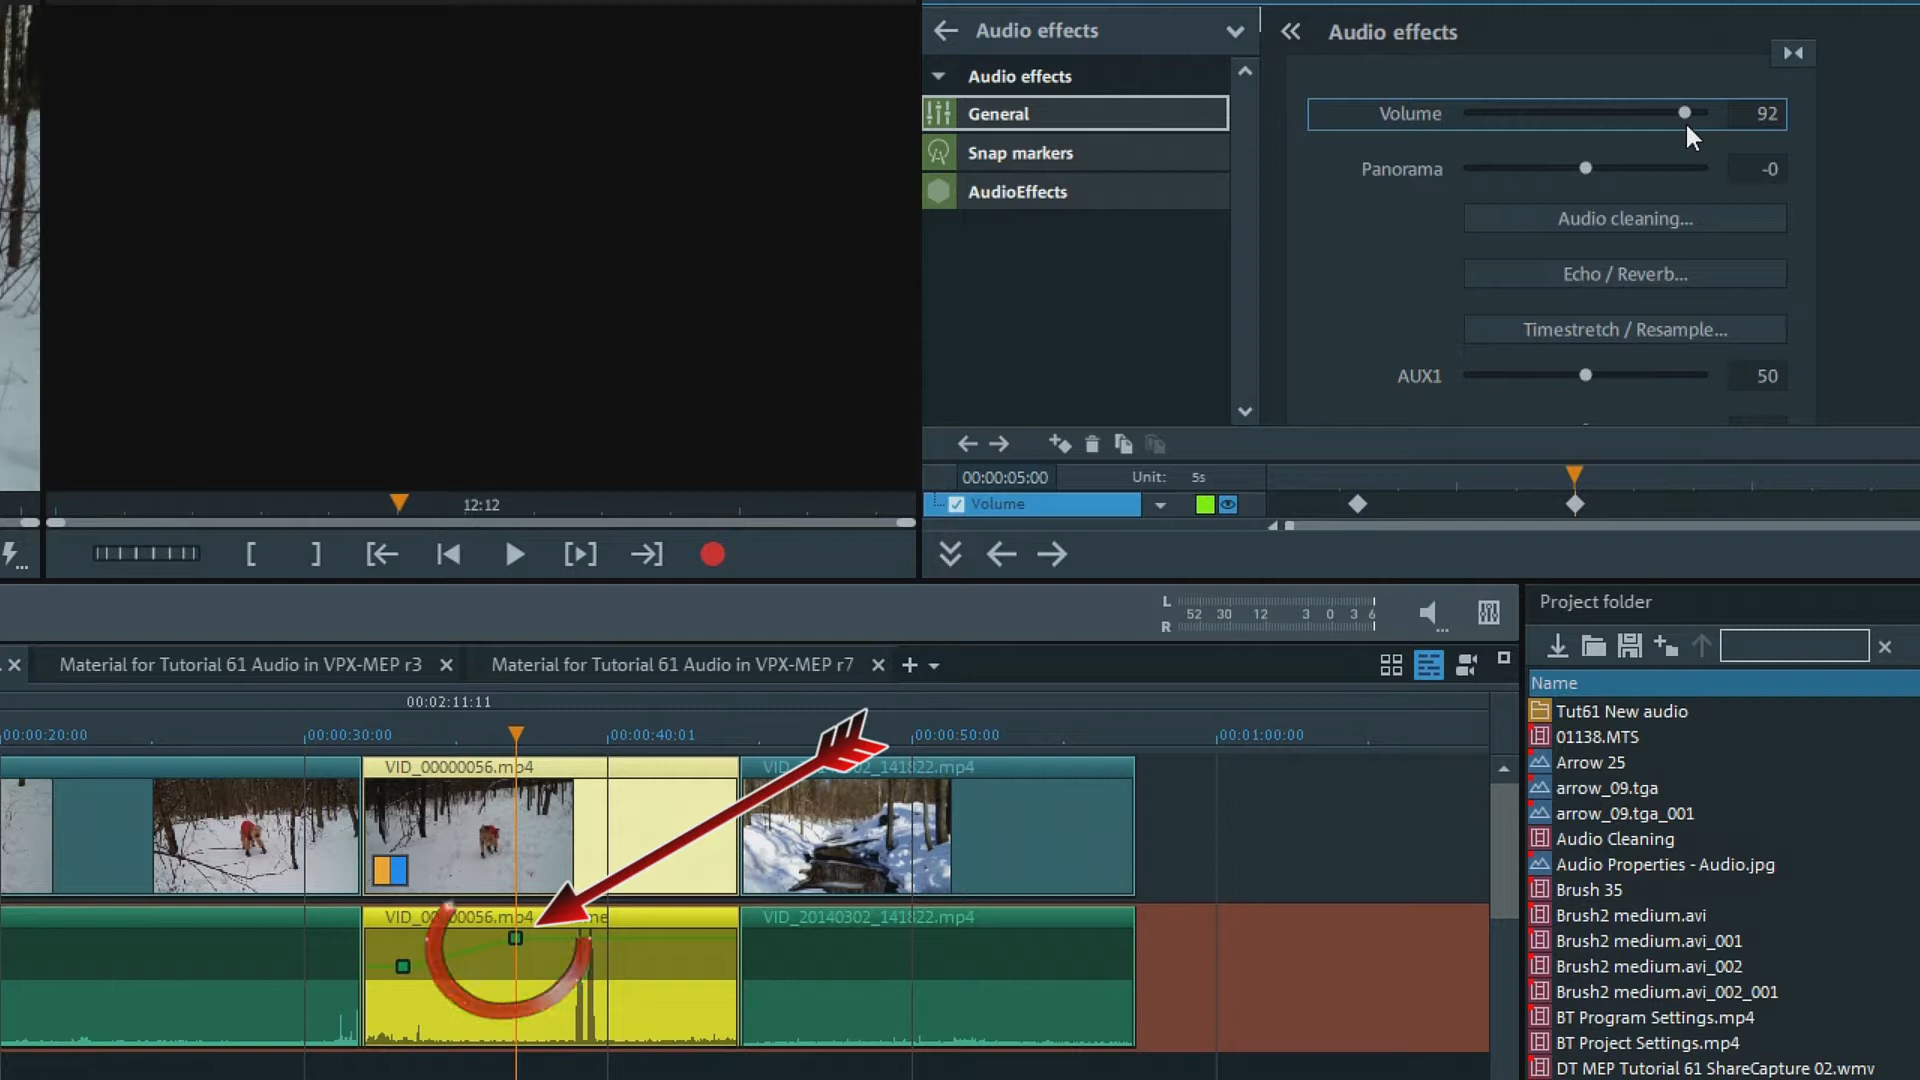 Audio effects
Audio effects
General
Snap markers
AudioEffects
Audio effects
Volume 92
Panorama -0
Audio cleaning...
Echo / Reverb...
Timestretch / Resample...
AUX1 50
00:00:05:00 Unit: 5s
Volume
12:12
L 52 30 12 3 0 3 6
R
Material for Tutorial 61 Audio in VPX-MEP r3
Material for Tutorial 61 Audio in VPX-MEP r7
00:02:11:11
00:00:20:00 00:00:30:00 00:00:40:01 00:00:50:00 00:01:00:00
VID_00000056.mp4
VID_20140302_141822.mp4
VID_00000056.mp4
VID_20140302_141822.mp4
Project folder
Name
Tut61 New audio
01138.MTS
Arrow 25
arrow_09.tga
arrow_09.tga_001
Audio Cleaning
Audio Properties - Audio.jpg
Brush 35
Brush2 medium.avi
Brush2 medium.avi_001
Brush2 medium.avi_002
Brush2 medium.avi_002_001
BT Program Settings.mp4
BT Project Settings.mp4
DT MEP Tutorial 61 ShareCapture 02.wmv